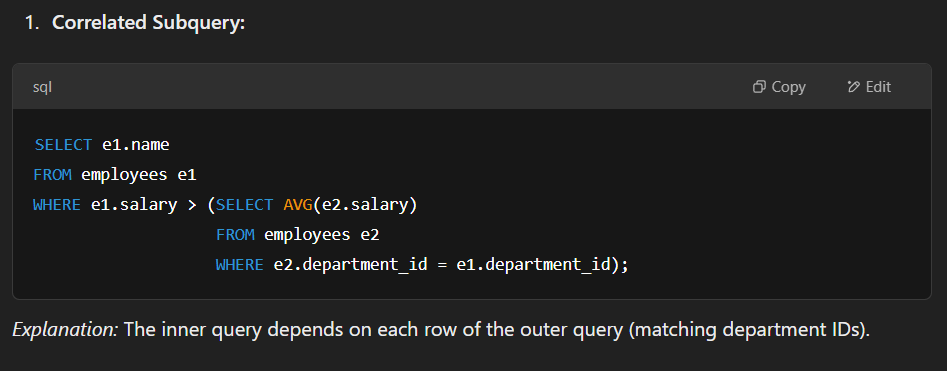 1. Correlated Subquery:
sql
Copy
Edit
SELECT e1.name
FROM employees e1
WHERE e1.salary > (SELECT AVG(e2.salary)
FROM employees e2
WHERE e2.department_id = e1.department_id);
Explanation: The inner query depends on each row of the outer query (matching department IDs).